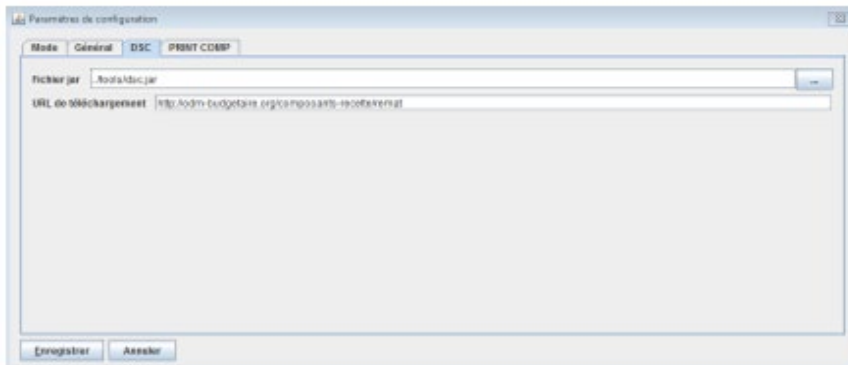 Paramètres de configuration
Mode Général DSC PRINT COMP
Fichier jar ./tools/dsc.jar ...
URL de téléchargement http://odm-budgetaire.org/composants-recette/remat
Enregistrer Annuler